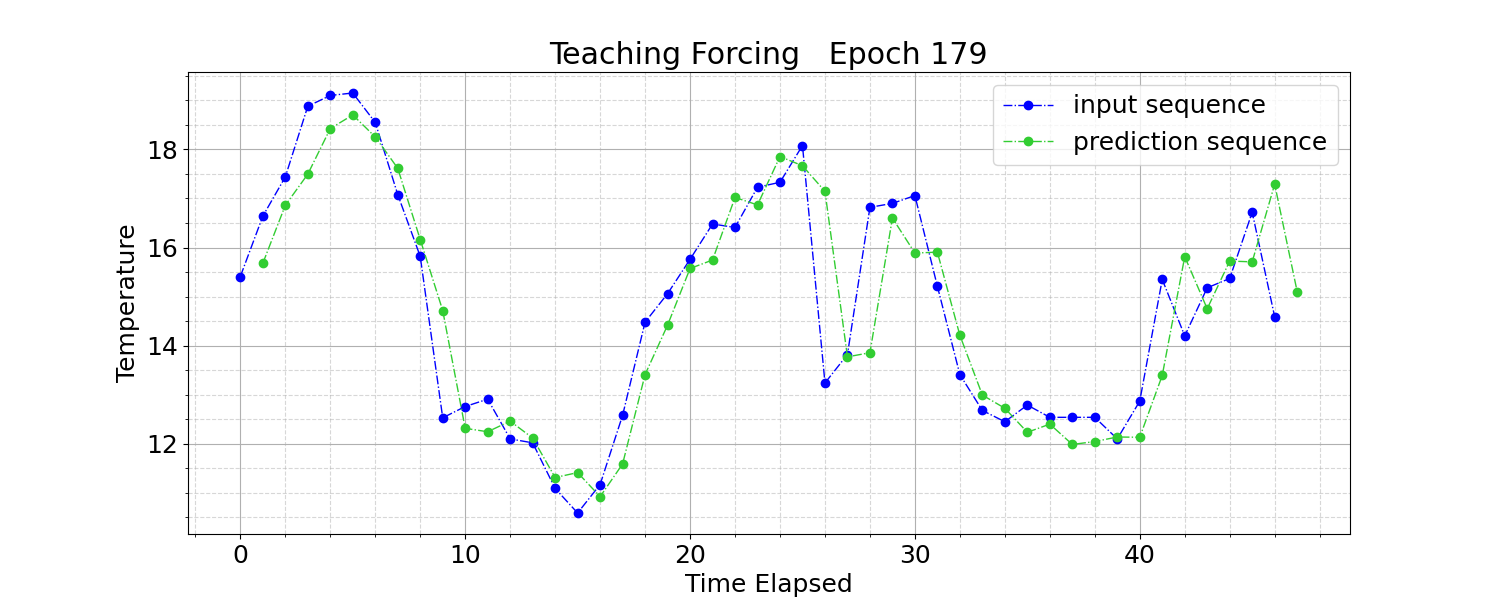 Teaching Forcing   Epoch 179
input sequence
prediction sequence
Temperature
18
16
14
12
0 10 20 30 40
Time Elapsed